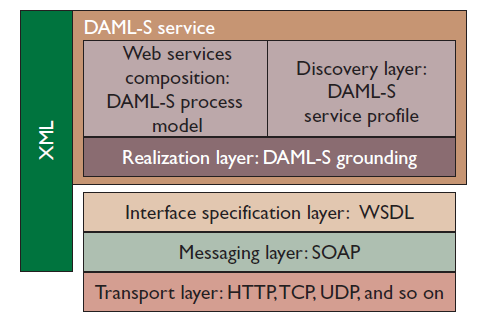 DAML-S service
Web services
composition:
DAML-S process
model
Discovery layer:
DAML-S
service profile
XML
Realization layer: DAML-S grounding
Interface specification layer: WSDL
Messaging layer: SOAP
Transport layer: HTTP, TCP, UDP, and so on